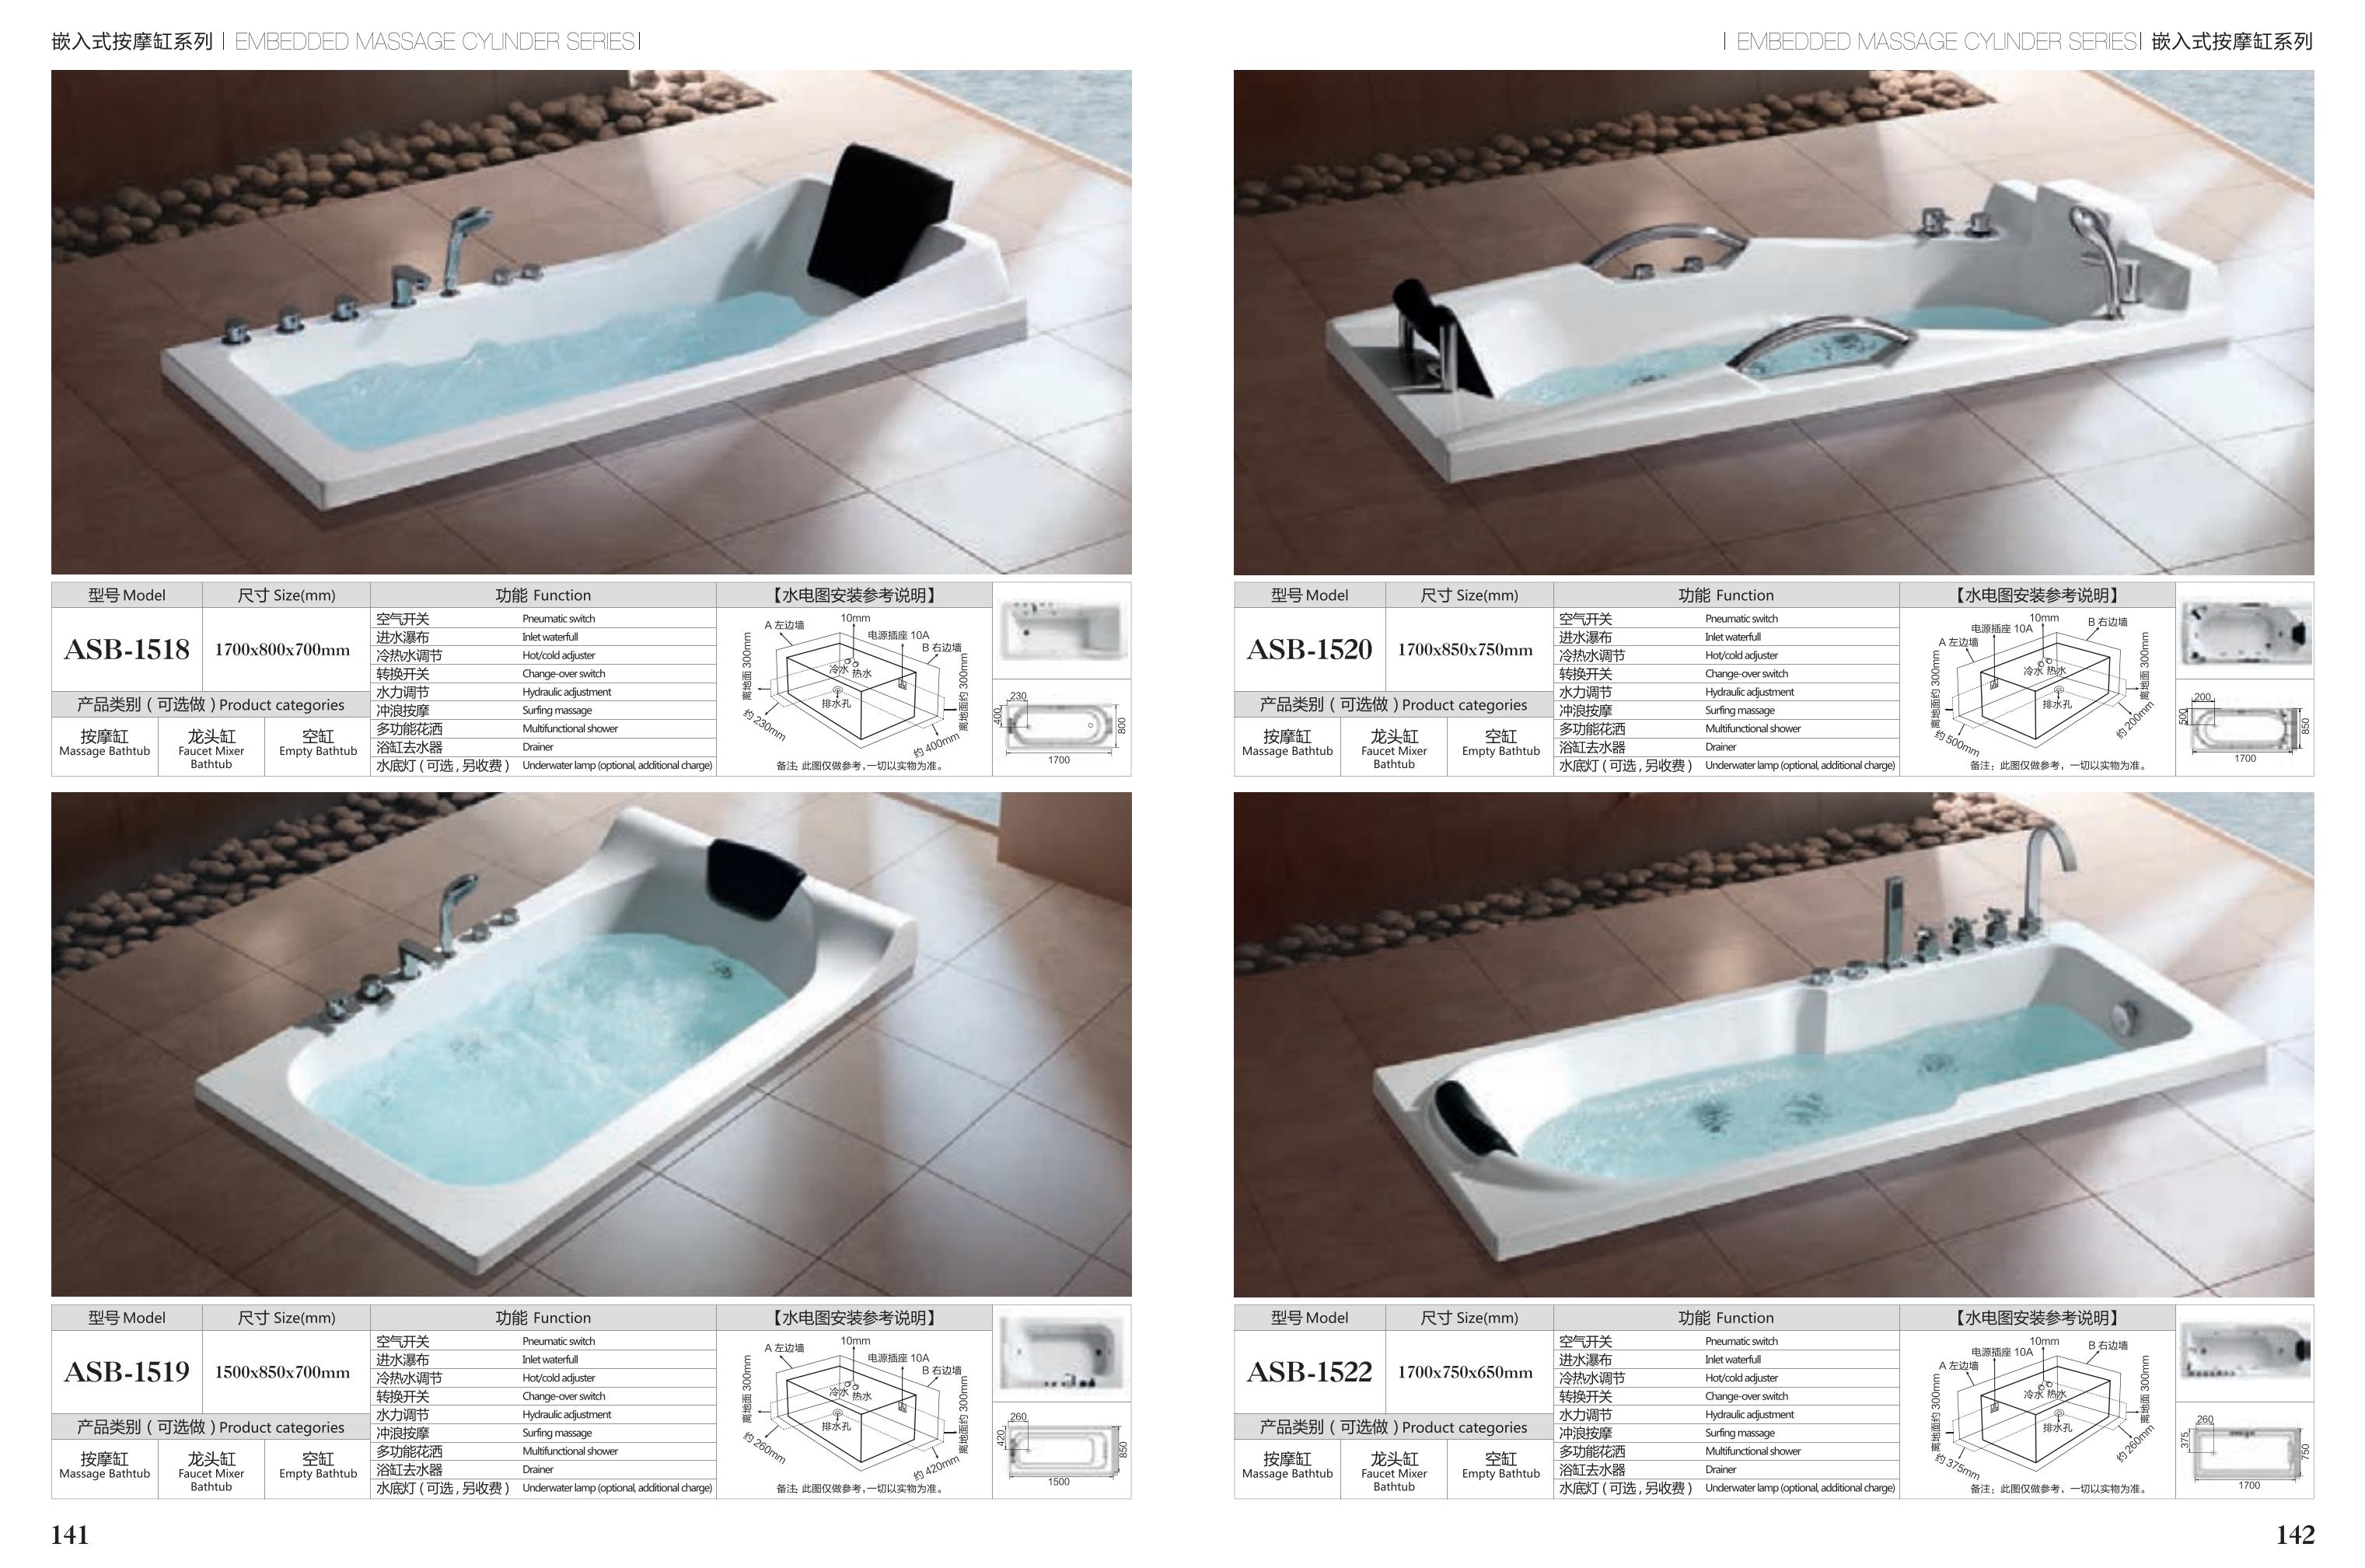 嵌入式按摩缸系列 | EMBEDDED MASSAGE CYLINDER SERIES|
型号 Model
尺寸 Size(mm)
功能 Function
【水电图安装参考说明】
ASB-1518
1700x800x700mm
空气开关 Pneumatic switch
进水瀑布 Inlet waterfull
冷热水调节 Hot/cold adjuster
转换开关 Change-over switch
水力调节 Hydraulic adjustment
冲浪按摩 Surfing massage
多功能花洒 Multifunctional shower
浴缸去水器 Drainer
水底灯 ( 可选 , 另收费 ) Underwater lamp (optional, additional charge)
产品类别 ( 可选做 ) Product categories
按摩缸
Massage Bathtub
龙头缸
Faucet Mixer
Bathtub
空缸
Empty Bathtub
10mm
A 左边墙
电源插座 10A
B 右边墙
离地面 300mm
冷水 热水
排水孔
离地面约 300mm
约 230mm
约 400mm
备注: 此图仅做参考，一切以实物为准。
230
400
800
1700
型号 Model
尺寸 Size(mm)
功能 Function
【水电图安装参考说明】
ASB-1519
1500x850x700mm
空气开关 Pneumatic switch
进水瀑布 Inlet waterfull
冷热水调节 Hot/cold adjuster
转换开关 Change-over switch
水力调节 Hydraulic adjustment
冲浪按摩 Surfing massage
多功能花洒 Multifunctional shower
浴缸去水器 Drainer
水底灯 ( 可选 , 另收费 ) Underwater lamp (optional, additional charge)
产品类别 ( 可选做 ) Product categories
按摩缸
Massage Bathtub
龙头缸
Faucet Mixer
Bathtub
空缸
Empty Bathtub
10mm
A 左边墙
电源插座 10A
B 右边墙
离地面 300mm
冷水 热水
排水孔
离地面约 300mm
约 260mm
约 420mm
备注: 此图仅做参考，一切以实物为准。
260
420
850
1500
141
| EMBEDDED MASSAGE CYLINDER SERIES| 嵌入式按摩缸系列
型号 Model
尺寸 Size(mm)
功能 Function
【水电图安装参考说明】
ASB-1520
1700x850x750mm
空气开关 Pneumatic switch
进水瀑布 Inlet waterfull
冷热水调节 Hot/cold adjuster
转换开关 Change-over switch
水力调节 Hydraulic adjustment
冲浪按摩 Surfing massage
多功能花洒 Multifunctional shower
浴缸去水器 Drainer
水底灯 ( 可选 , 另收费 ) Underwater lamp (optional, additional charge)
产品类别 ( 可选做 ) Product categories
按摩缸
Massage Bathtub
龙头缸
Faucet Mixer
Bathtub
空缸
Empty Bathtub
10mm
电源插座 10A
B 右边墙
A 左边墙
离地面约 300mm
冷水 热水
排水孔
离地面 300mm
约 500mm
约 200mm
备注：此图仅做参考，一切以实物为准。
200
500
850
1700
型号 Model
尺寸 Size(mm)
功能 Function
【水电图安装参考说明】
ASB-1522
1700x750x650mm
空气开关 Pneumatic switch
进水瀑布 Inlet waterfull
冷热水调节 Hot/cold adjuster
转换开关 Change-over switch
水力调节 Hydraulic adjustment
冲浪按摩 Surfing massage
多功能花洒 Multifunctional shower
浴缸去水器 Drainer
水底灯 ( 可选 , 另收费 ) Underwater lamp (optional, additional charge)
产品类别 ( 可选做 ) Product categories
按摩缸
Massage Bathtub
龙头缸
Faucet Mixer
Bathtub
空缸
Empty Bathtub
10mm
电源插座 10A
B 右边墙
A 左边墙
离地面约 300mm
冷水 热水
排水孔
离地面 300mm
约 375mm
约 260mm
备注：此图仅做参考，一切以实物为准。
260
375
750
1700
142